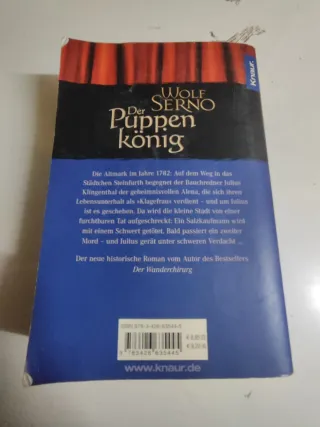 Knaur.
WOLF
SERNO
Der
Puppen
könig
Die Altmark im Jahre 1782: Auf dem Weg in das
Städtchen Steinfurth begegnet der Bauchredner Julius
Klingenthal der geheimnisvollen Alena, die sich ihren
Lebensunterhalt als »Klagefrau« verdient – und um Julius
ist es geschehen. Da wird die kleine Stadt von einer
furchtbaren Tat aufgeschreckt: Ein Salzkaufmann wird
mit einem Schwert getötet. Bald passiert ein zweiter
Mord – und Julius gerät unter schweren Verdacht ...
Der neue historische Roman vom Autor des Bestsellers
Der Wanderchirurg
www.knaur.de